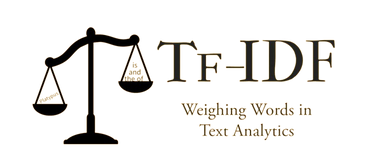 is
and
the of
TF-IDF
Weighing Words in
Text Analytics